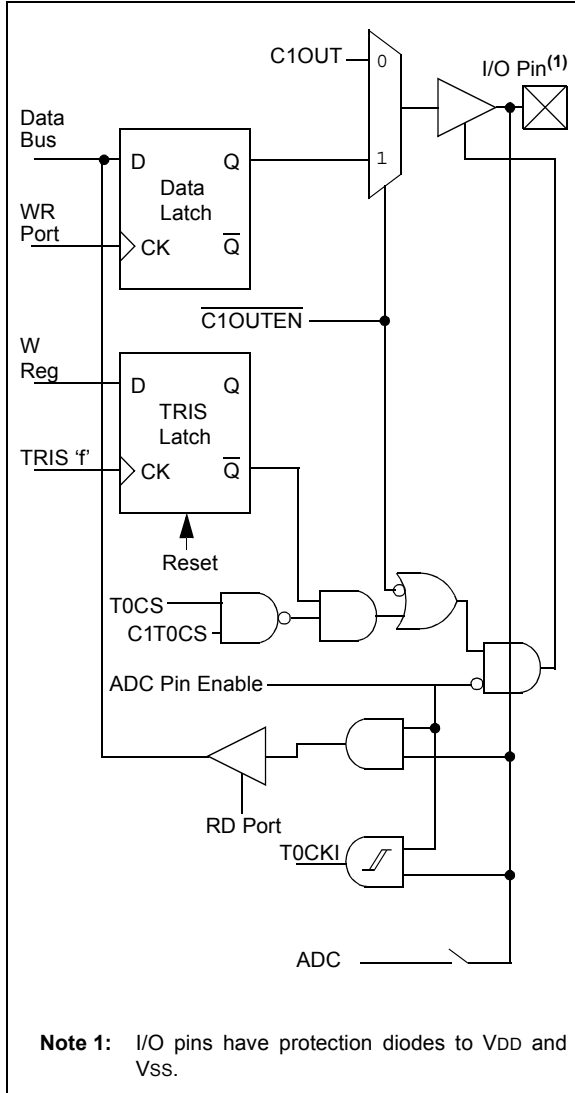 C1OUT
0
I/O Pin(1)
Data
Bus
D
Q
1
Data
Latch
WR
Port
CK
Q
C1OUTEN
W
Reg
D
Q
TRIS
Latch
TRIS ‘f’
CK
Q
Reset
T0CS
C1T0CS
ADC Pin Enable
RD Port
T0CKI
ADC
Note 1: I/O pins have protection diodes to VDD and
VSS.